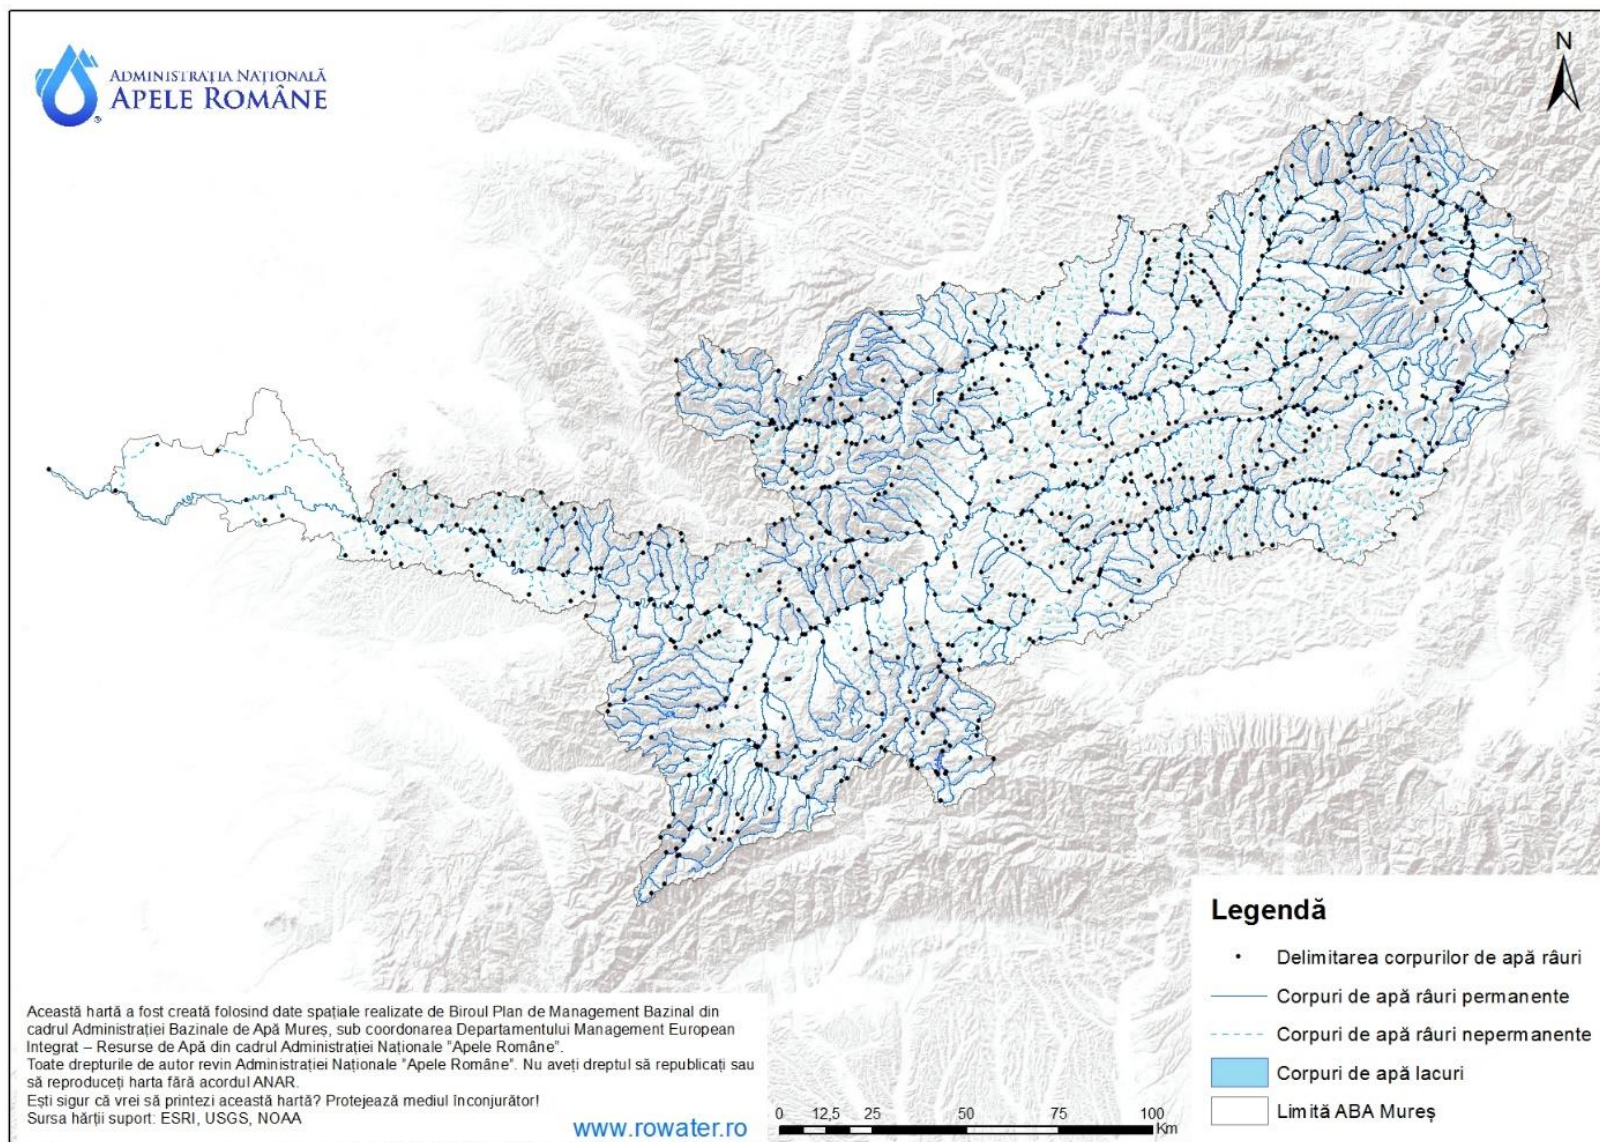 ADMINISTRAȚIA NAȚIONALĂ
APELE ROMÂNE
®
N
Legendă
Delimitarea corpurilor de apă râuri
Corpuri de apă râuri permanente
Corpuri de apă râuri nepermanente
Corpuri de apă lacuri
Limită ABA Mureș
Această hartă a fost creată folosind date spațiale realizate de Biroul Plan de Management Bazinal din
cadrul Administrației Bazinale de Apă Mureș, sub coordonarea Departamentului Management European
Integrat – Resurse de Apă din cadrul Administrației Naționale "Apele Române".
Toate drepturile de autor revin Administrației Naționale "Apele Române". Nu aveți dreptul să republicați sau
să reproduceți harta fără acordul ANAR.
Ești sigur că vrei să printezi această hartă? Protejează mediul înconjurător!
Sursa hărții suport: ESRI, USGS, NOAA
www.rowater.ro
0 12,5 25 50 75 100
Km